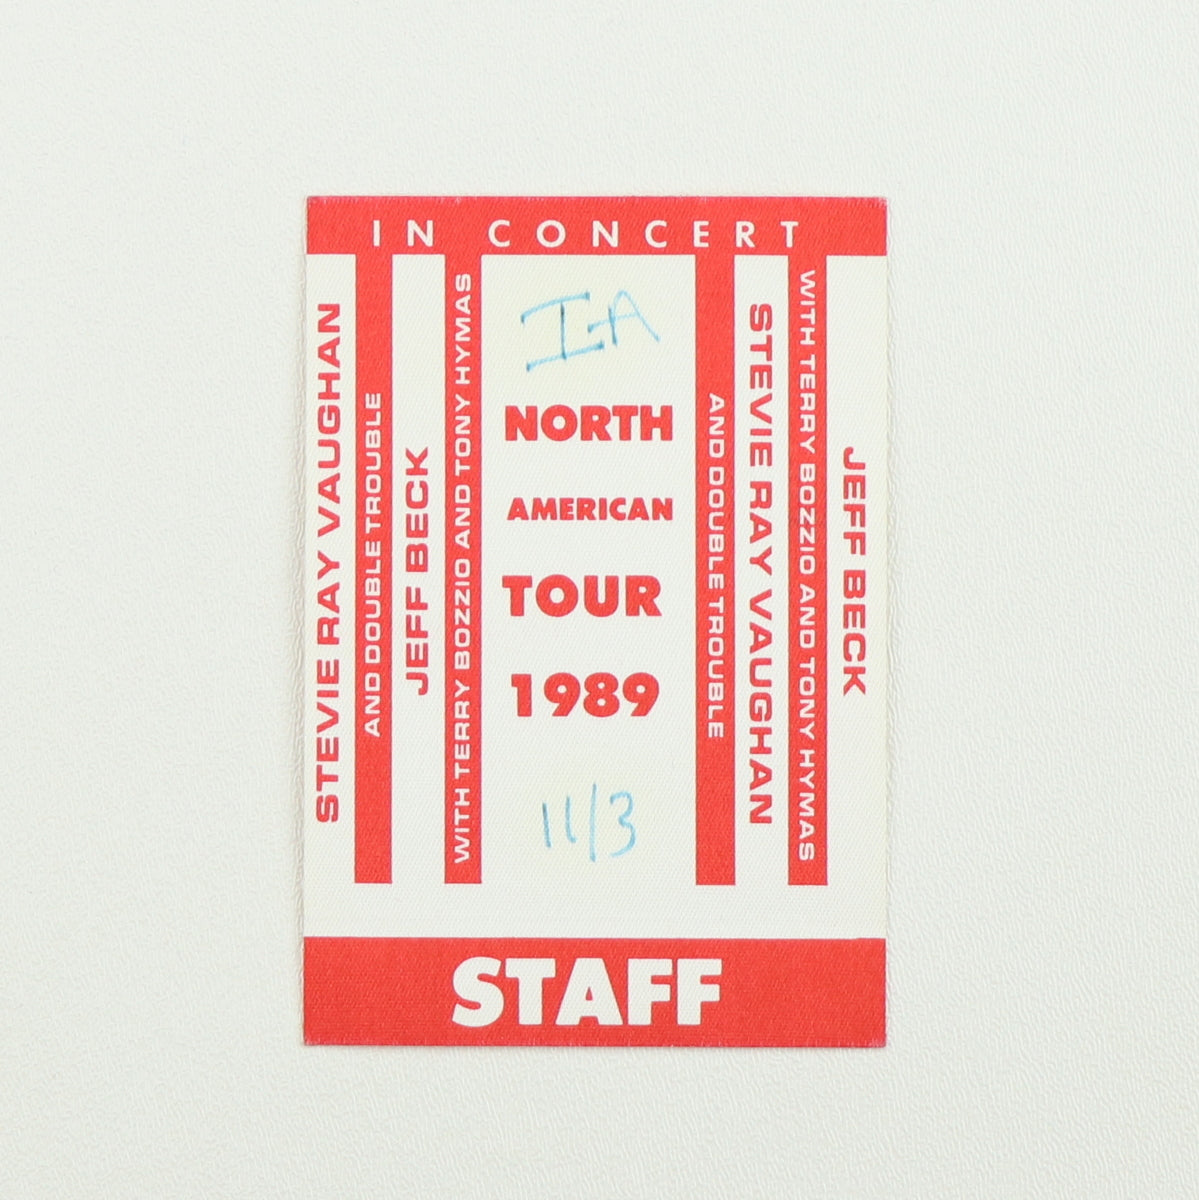 IN CONCERT
STEVIE RAY VAUGHAN
AND DOUBLE TROUBLE
JEFF BECK
WITH TERRY BOZZIO AND TONY HYMAS
IA
NORTH
AMERICAN
TOUR
1989
11/3
AND DOUBLE TROUBLE
STEVIE RAY VAUGHAN
WITH TERRY BOZZIO AND TONY HYMAS
JEFF BECK
STAFF